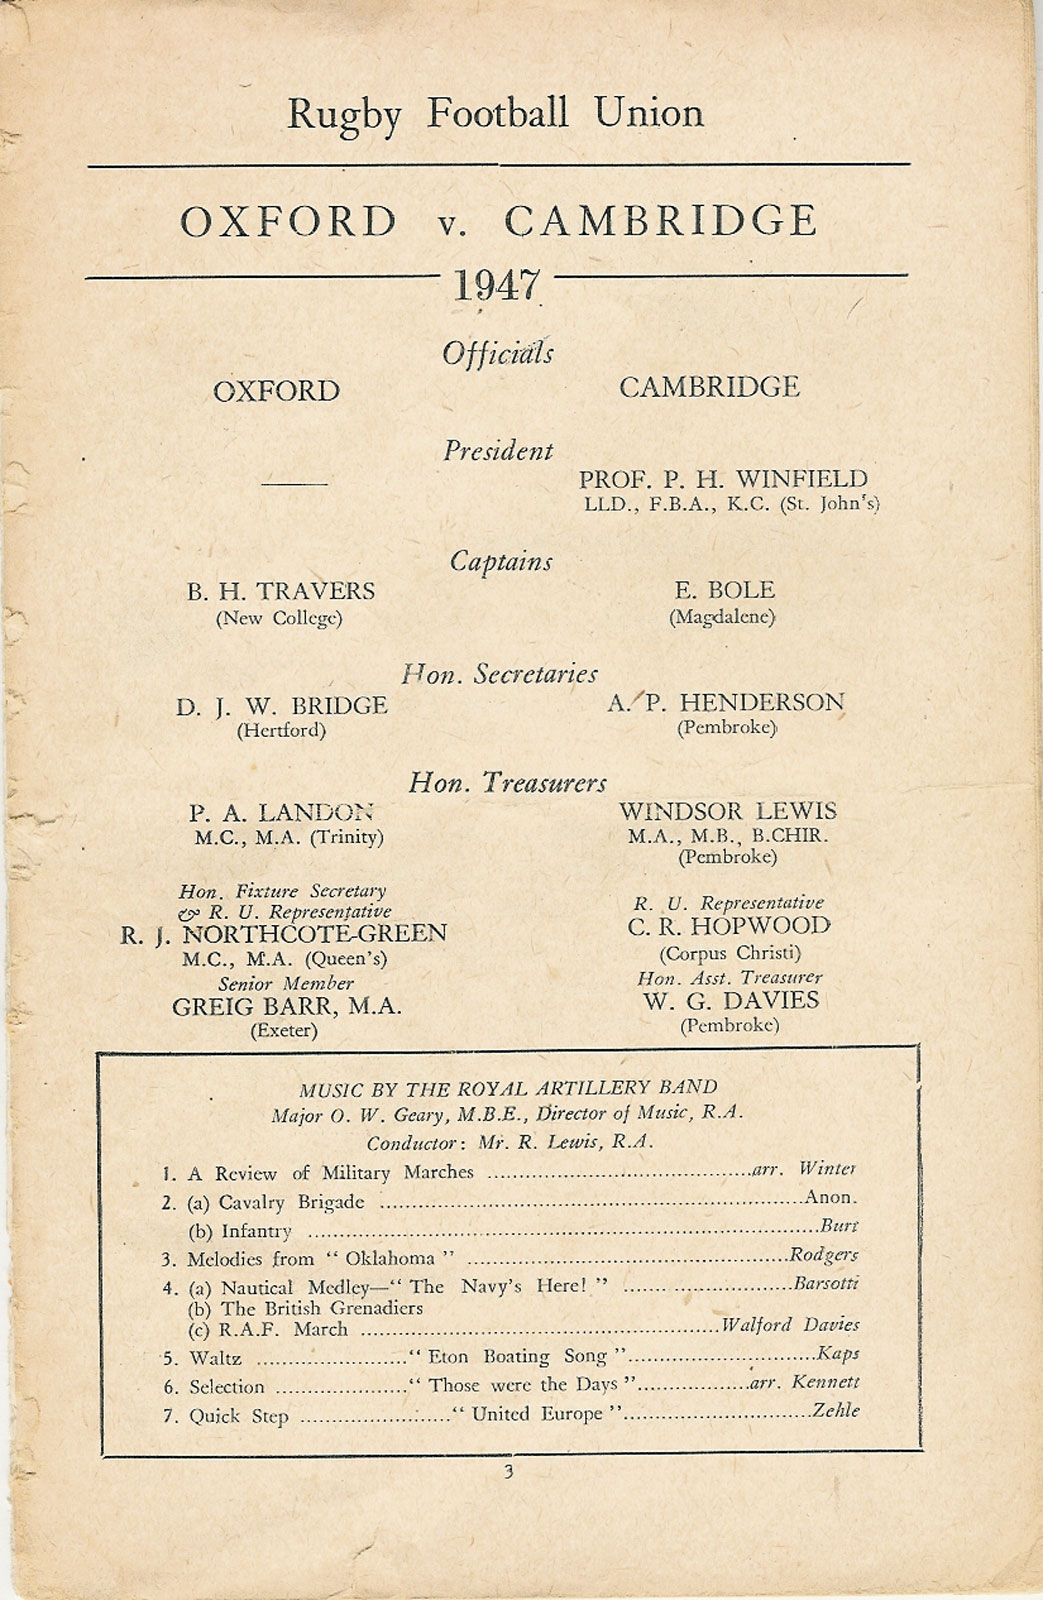 Rugby Football Union
OXFORD v. CAMBRIDGE
1947
Officials
OXFORD CAMBRIDGE
President
PROF. P. H. WINFIELD
LLD., F.B.A., K.C. (St. John's)
Captains
B. H. TRAVERS E. BOLE
(New College) (Magdalene)
Hon. Secretaries
D. J. W. BRIDGE A. P. HENDERSON
(Hertford) (Pembroke)
Hon. Treasurers
P. A. LANDON WINDSOR LEWIS
M.C., M.A. (Trinity) M.A., M.B., B.CHIR.
(Pembroke)
Hon. Fixture Secretary
& R. U. Representative
R. J. NORTHCOTE-GREEN
M.C., M.A. (Queen's)
Senior Member
GREIG BARR, M.A.
(Exeter)
R. U. Representative
C. R. HOPWOOD
(Corpus Christi)
Hon. Asst. Treasurer
W. G. DAVIES
(Pembroke)
MUSIC BY THE ROYAL ARTILLERY BAND
Major O. W. Geary, M.B.E., Director of Music, R.A.
Conductor: Mr. R. Lewis, R.A.
1. A Review of Military Marches ........ arr. Winter
2. (a) Cavalry Brigade ........ Anon.
(b) Infantry ........ Burt
3. Melodies from "Oklahoma" ........ Rodgers
4. (a) Nautical Medley—"The Navy's Here!" ........ Barsotti
(b) The British Grenadiers
(c) R.A.F. March ........ Walford Davies
5. Waltz ........ "Eton Boating Song" ........ Kaps
6. Selection ........ "Those were the Days" ........ arr. Kennett
7. Quick Step ........ "United Europe" ........ Zehle
3